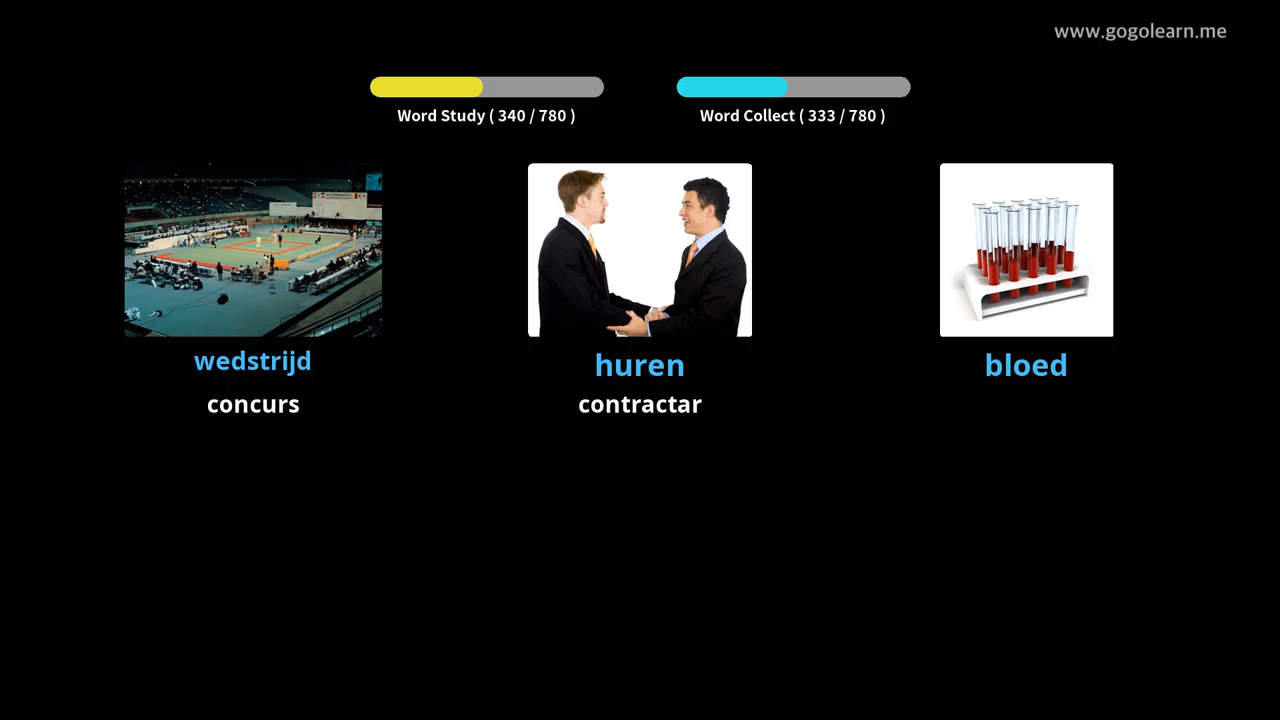 www.gogolearn.me
Word Study ( 340 / 780 )
Word Collect ( 333 / 780 )
wedstrijd
huren
bloed
concurs
contractar